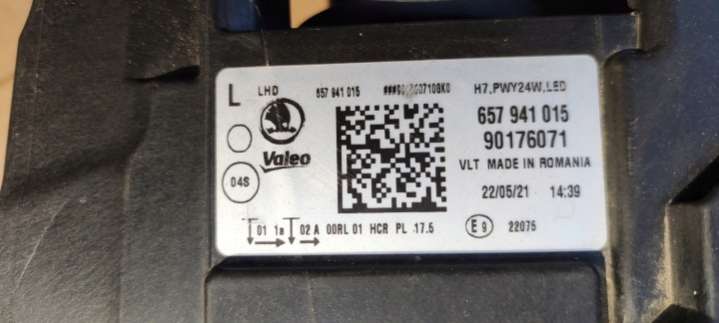 L LHD 657 941 015 H7,PWY24W,LED
657 941 015
90176071
Valeo
VLT MADE IN ROMANIA
04S
22/05/21 14:39
01 1a 02 A 00RL 01 HCR PL 17.5 E9 22075